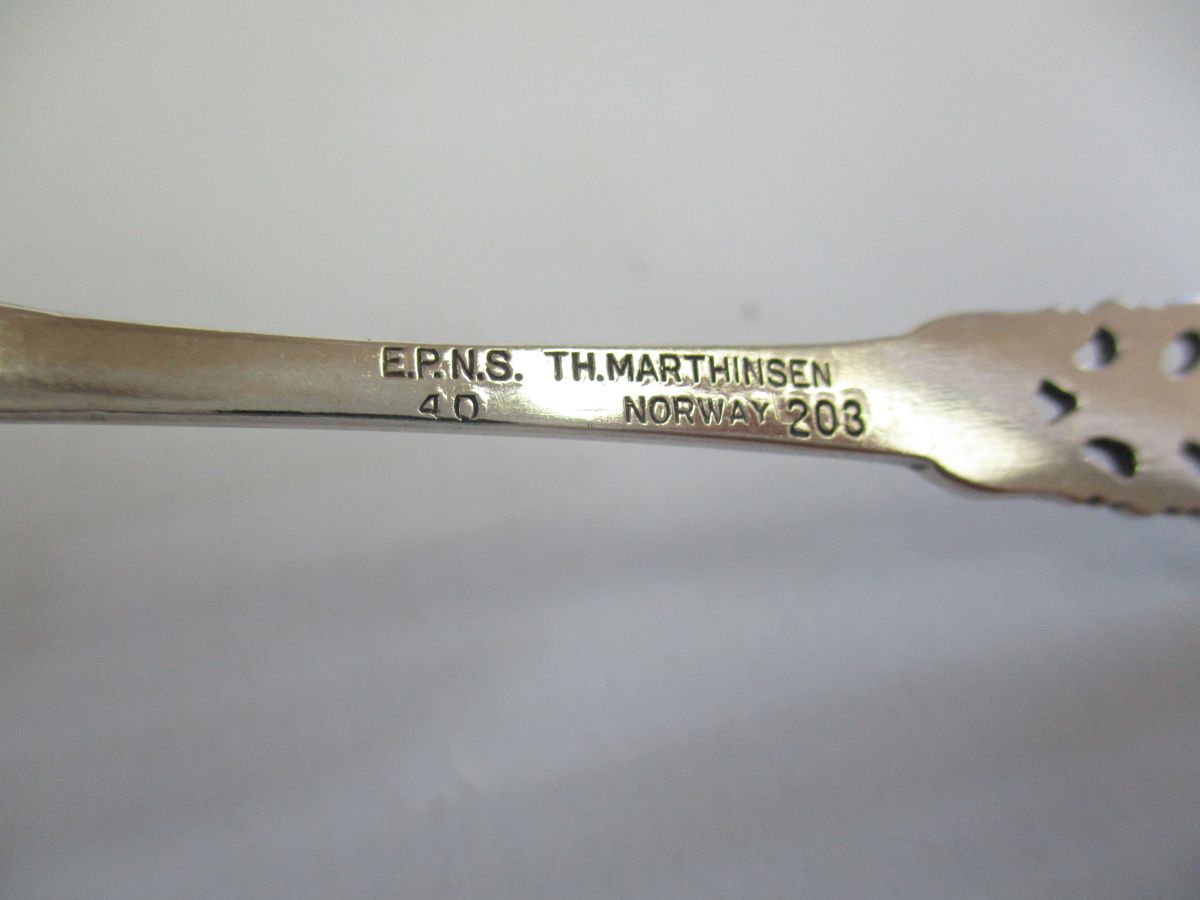 E.P.N.S. TH.MARTHINSEN
40 NORWAY 203